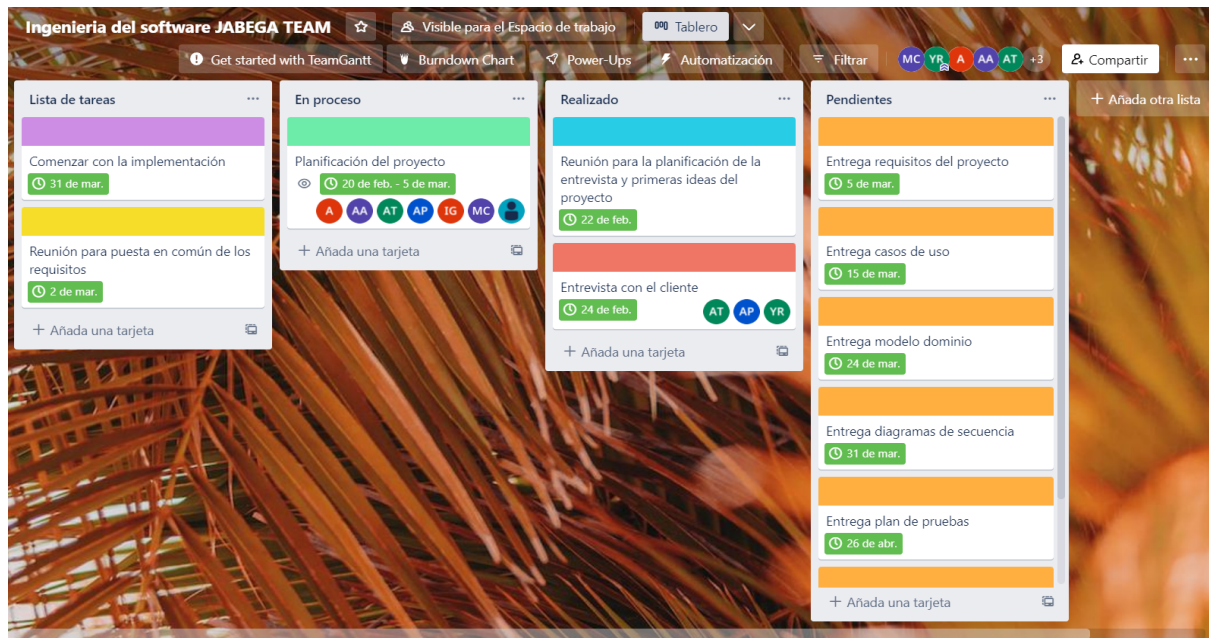 Ingenieria del software JABEGA TEAM
Visible para el Espacio de trabajo
Tablero
Get started with TeamGantt
Burndown Chart
Power-Ups
Automatización
Filtrar
MC YR A AA AT +3
Compartir
Lista de tareas
Comenzar con la implementación
31 de mar.
Reunión para puesta en común de los
requisitos
2 de mar.
+ Añada una tarjeta
En proceso
Planificación del proyecto
20 de feb. - 5 de mar.
A AA AT AP IG MC
+ Añada una tarjeta
Realizado
Reunión para la planificación de la
entrevista y primeras ideas del
proyecto
22 de feb.
Entrevista con el cliente
24 de feb.
AT AP YR
+ Añada una tarjeta
Pendientes
Entrega requisitos del proyecto
5 de mar.
Entrega casos de uso
15 de mar.
Entrega modelo dominio
24 de mar.
Entrega diagramas de secuencia
31 de mar.
Entrega plan de pruebas
26 de abr.
+ Añada una tarjeta
+ Añada otra lista